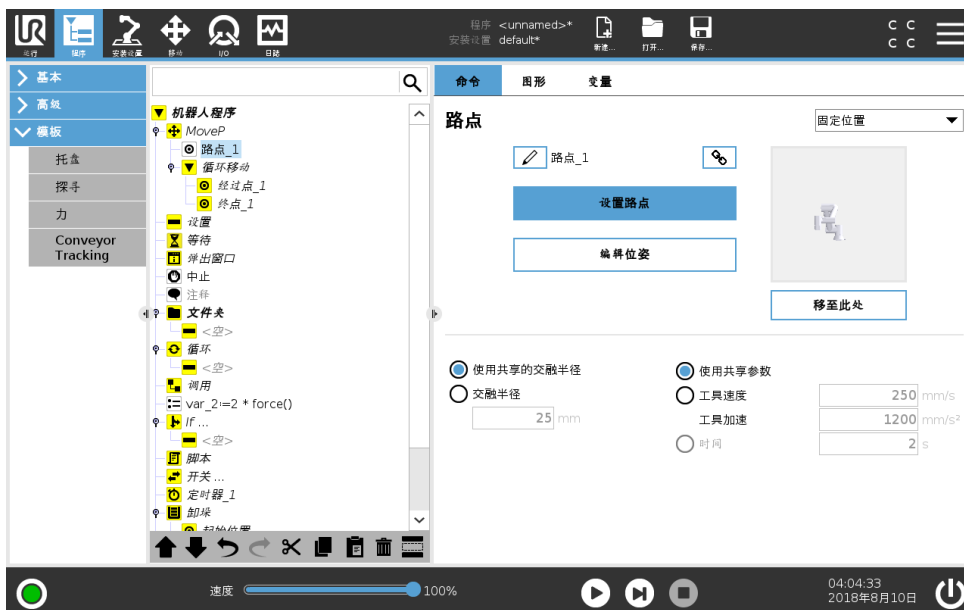 程序 <unnamed>*
安装设置 default*
运行 程序 安装设置 移动 I/O 日志
新建... 打开... 保存...
C C
C C
基本
高级
模板
托盘
探寻
力
Conveyor
Tracking
机器人程序
MoveP
路点_1
循环移动
经过点_1
终点_1
设置
等待
弹出窗口
中止
注释
文件夹
<空>
循环
<空>
调用
var_2:=2 * force()
If ...
<空>
脚本
开关 ...
定时器_1
卸垛
起始位置
命令 图形 变量
路点
固定位置
路点_1
设置路点
编辑位姿
移至此处
使用共享的交融半径
交融半径
25 mm
使用共享参数
工具速度 250 mm/s
工具加速 1200 mm/s²
时间 2 s
速度 100%
04:04:33
2018年8月10日